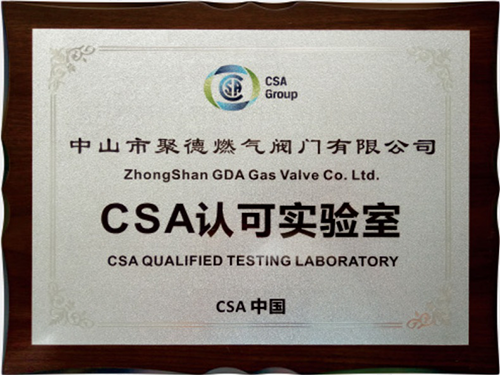 CSA
Group
中山市聚德燃气阀门有限公司
ZhongShan GDA Gas Valve Co. Ltd.
CSA认可实验室
CSA QUALIFIED TESTING LABORATORY
CSA 中国